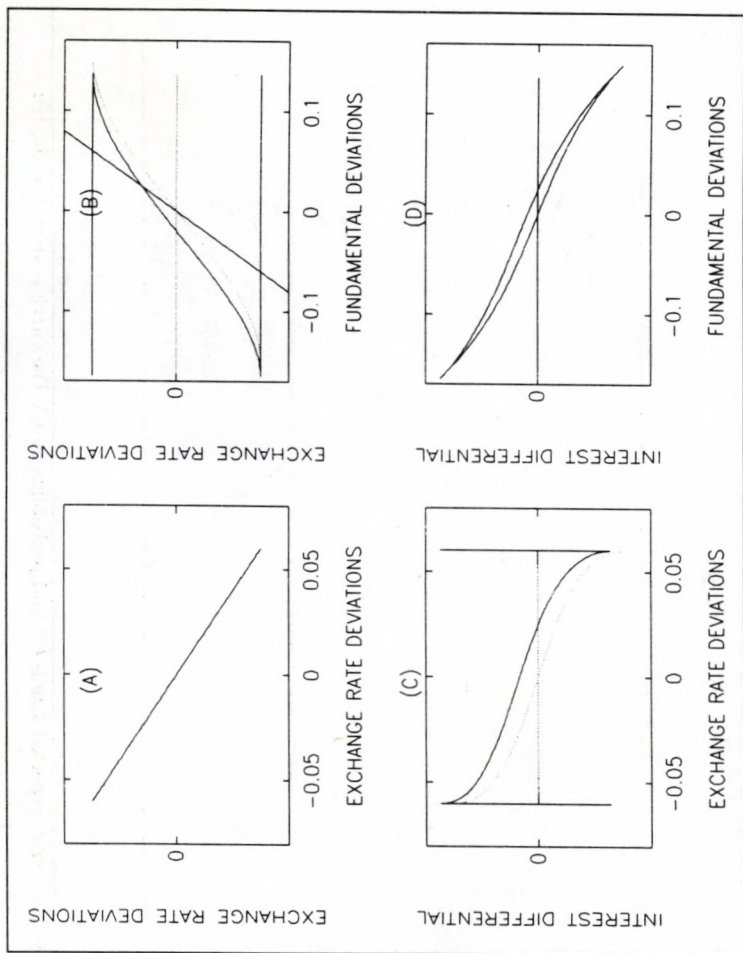 (A)
EXCHANGE RATE DEVIATIONS
0
-0.05 0 0.05
EXCHANGE RATE DEVIATIONS
(B)
EXCHANGE RATE DEVIATIONS
0
-0.1 0 0.1
FUNDAMENTAL DEVIATIONS
(C)
INTEREST DIFFERENTIAL
0
-0.05 0 0.05
EXCHANGE RATE DEVIATIONS
(D)
INTEREST DIFFERENTIAL
0
-0.1 0 0.1
FUNDAMENTAL DEVIATIONS